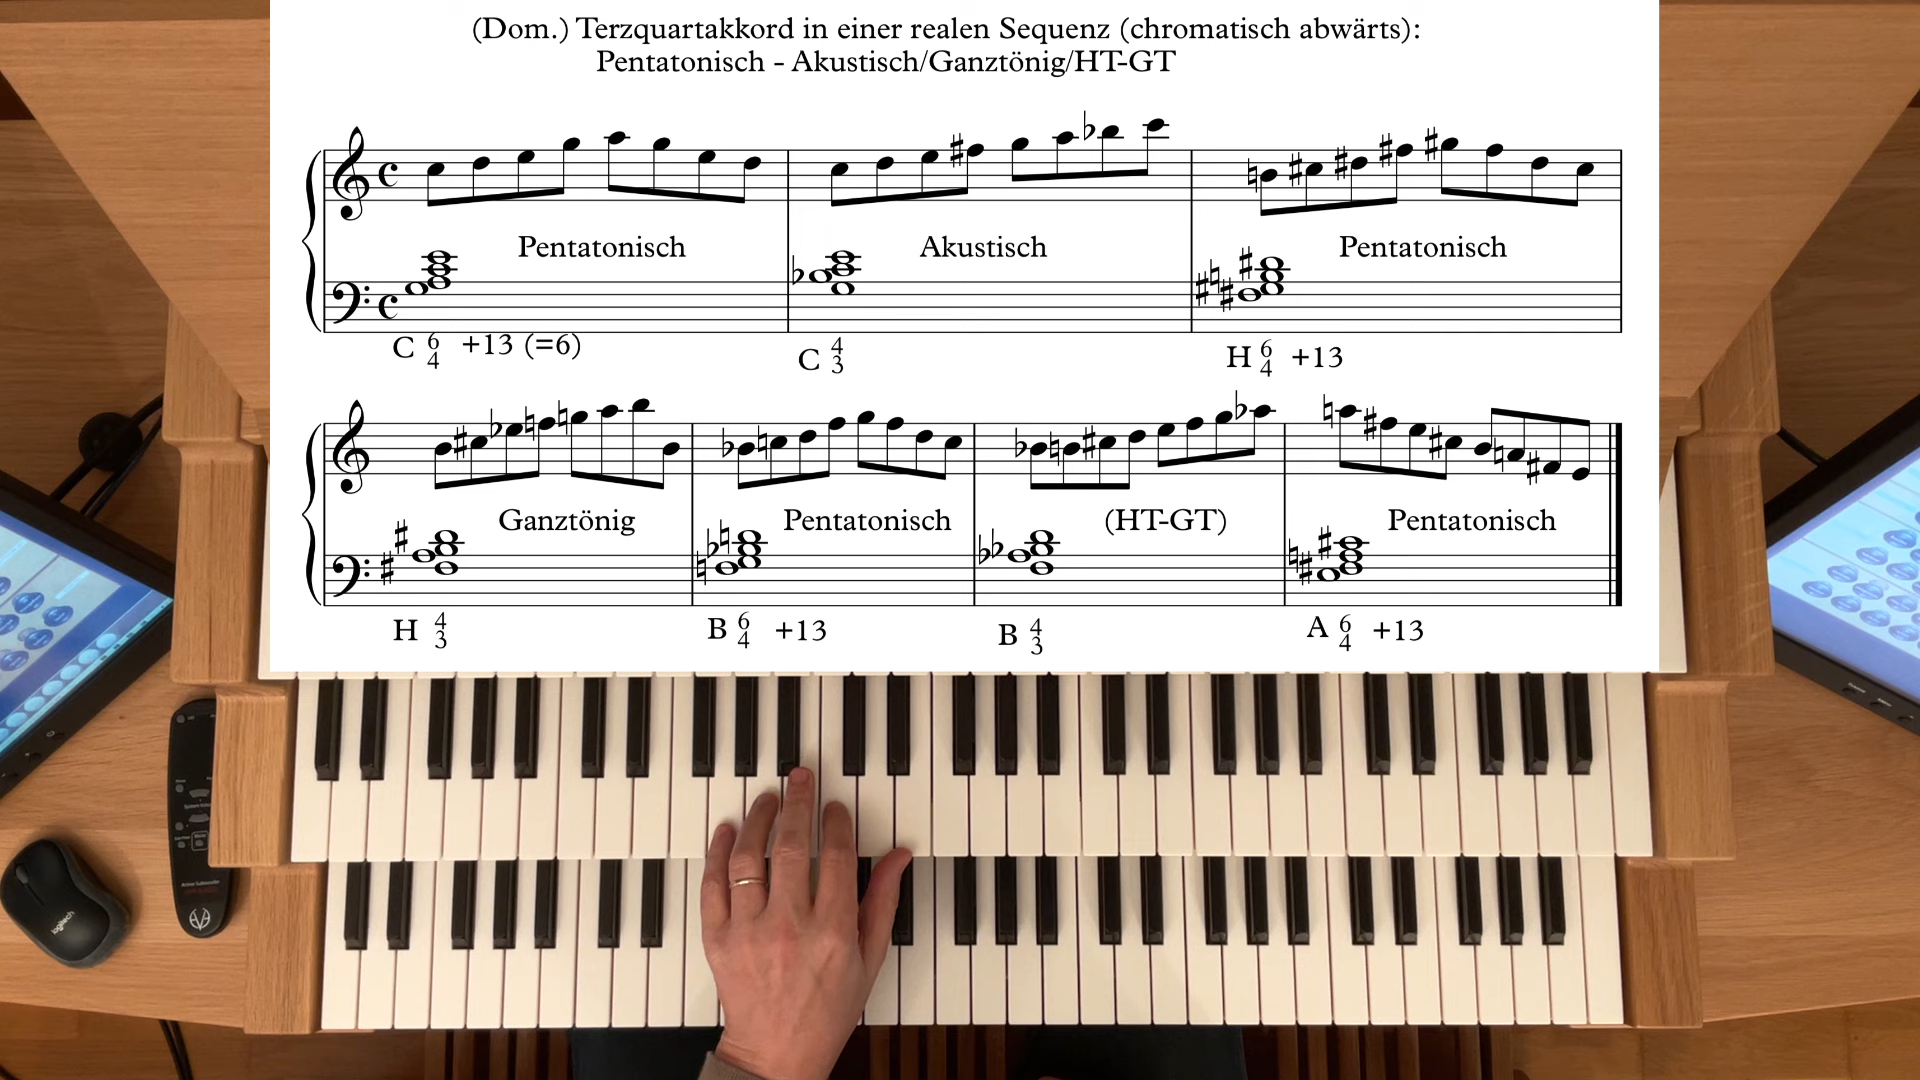 (Dom.) Terzquartakkord in einer realen Sequenz (chromatisch abwärts):
Pentatonisch - Akustisch/Ganztönig/HT-GT
Pentatonisch Akustisch Pentatonisch
C 6 4 +13 (=6) C 4 3 H 6 4 +13
Ganztönig Pentatonisch (HT-GT) Pentatonisch
H 4 3 B 6 4 +13 B 4 3 A 6 4 +13
logitech